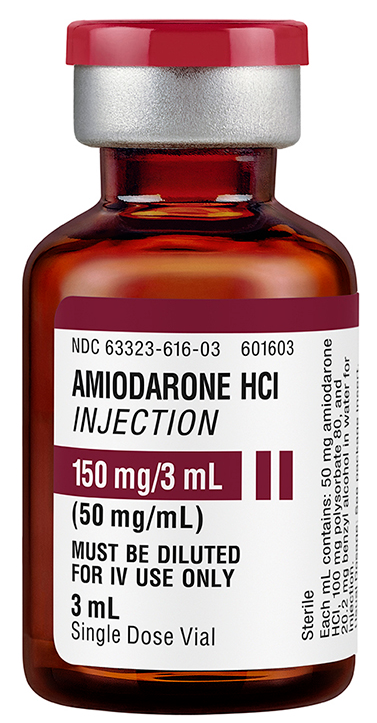 NDC 63323-616-03 601603
AMIODARONE HCl
INJECTION
150 mg/3 mL
(50 mg/mL)
MUST BE DILUTED
FOR IV USE ONLY
3 mL
Single Dose Vial
Sterile
Each mL contains: 50 mg amiodarone
HCl, 100 mg polysorbate 80, and
20.2 mg benzyl alcohol in water for
injection.